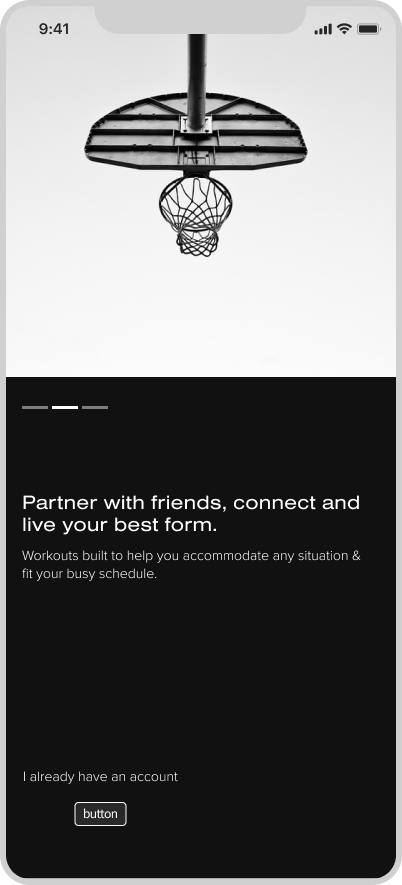 9:41
Partner with friends, connect and
live your best form.
Workouts built to help you accommodate any situation &
fit your busy schedule.
I already have an account
button